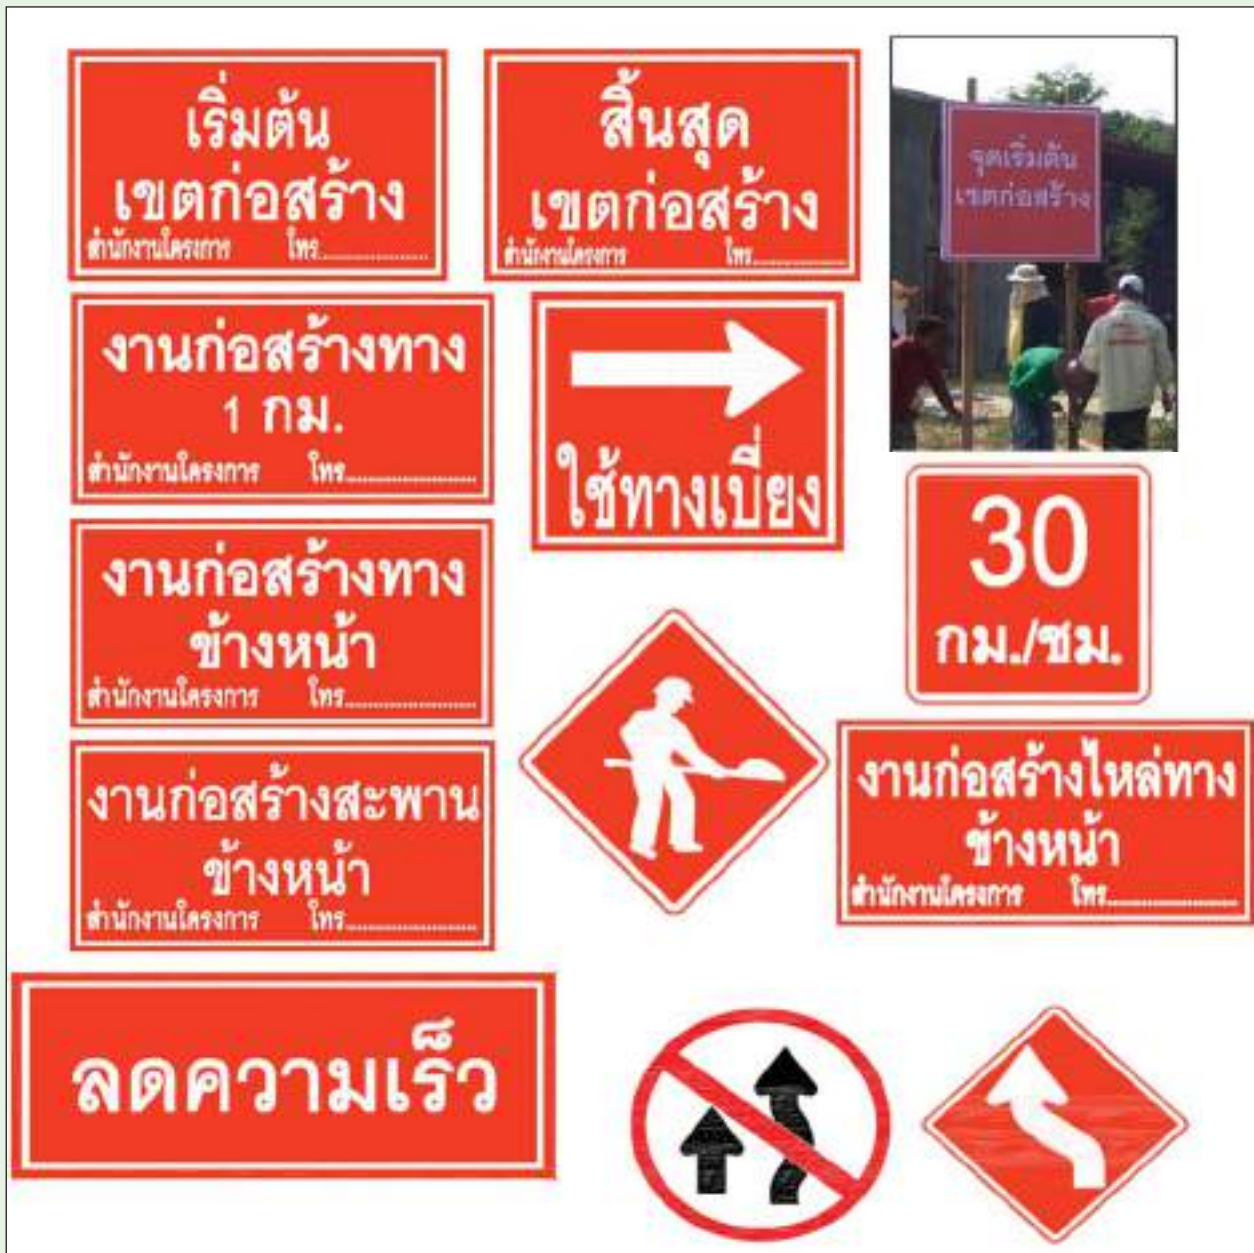 เริ่มต้น
เขตก่อสร้าง
สำนักงานโครงการ โทร....................
สิ้นสุด
เขตก่อสร้าง
สำนักงานโครงการ โทร....................
จุดเริ่มต้น
เขตก่อสร้าง
งานก่อสร้างทาง
1 กม.
สำนักงานโครงการ โทร.........................
ใช้ทางเบี่ยง
30
กม./ชม.
งานก่อสร้างทาง
ข้างหน้า
สำนักงานโครงการ โทร.........................
งานก่อสร้างสะพาน
ข้างหน้า
สำนักงานโครงการ โทร.........................
งานก่อสร้างไหล่ทาง
ข้างหน้า
สำนักงานโครงการ โทร.........................
ลดความเร็ว